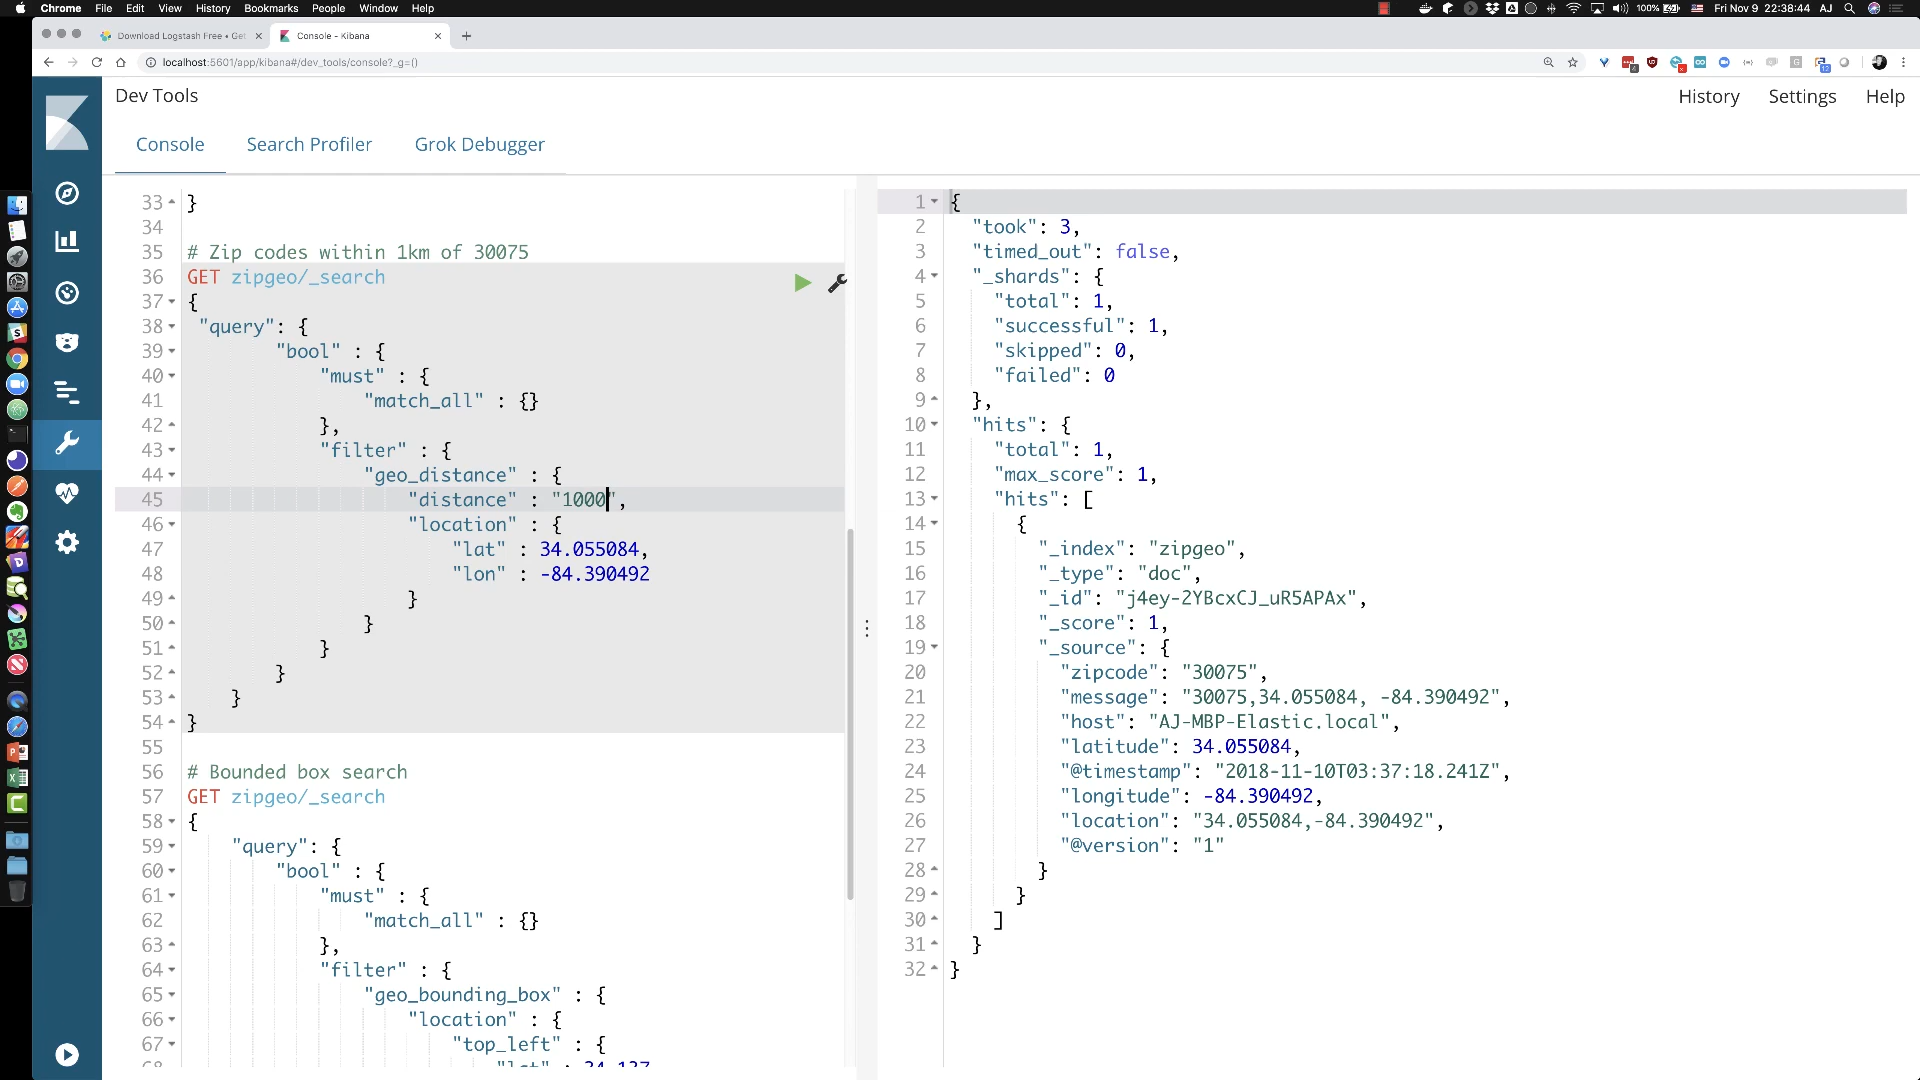 Chrome File Edit View History Bookmarks People Window Help
100% Fri Nov 9 22:38:44 AJ
Download Logstash Free • Get
Console - Kibana
localhost:5601/app/kibana#/dev_tools/console?_g=()
Dev Tools
History Settings Help
Console Search Profiler Grok Debugger
33 }
34
35 # Zip codes within 1km of 30075
36 GET zipgeo/_search
37 {
38 "query": {
39 "bool" : {
40 "must" : {
41 "match_all" : {}
42 },
43 "filter" : {
44 "geo_distance" : {
45 "distance" : "1000",
46 "location" : {
47 "lat" : 34.055084,
48 "lon" : -84.390492
49 }
50 }
51 }
52 }
53 }
54 }
55
56 # Bounded box search
57 GET zipgeo/_search
58 {
59 "query": {
60 "bool" : {
61 "must" : {
62 "match_all" : {}
63 },
64 "filter" : {
65 "geo_bounding_box" : {
66 "location" : {
67 "top_left" : {
68 "lat" : 34.137
1 {
2 "took": 3,
3 "timed_out": false,
4 "_shards": {
5 "total": 1,
6 "successful": 1,
7 "skipped": 0,
8 "failed": 0
9 },
10 "hits": {
11 "total": 1,
12 "max_score": 1,
13 "hits": [
14 {
15 "_index": "zipgeo",
16 "_type": "doc",
17 "_id": "j4ey-2YBcxCJ_uR5APAx",
18 "_score": 1,
19 "_source": {
20 "zipcode": "30075",
21 "message": "30075,34.055084, -84.390492",
22 "host": "AJ-MBP-Elastic.local",
23 "latitude": 34.055084,
24 "@timestamp": "2018-11-10T03:37:18.241Z",
25 "longitude": -84.390492,
26 "location": "34.055084,-84.390492",
27 "@version": "1"
28 }
29 }
30 ]
31 }
32 }